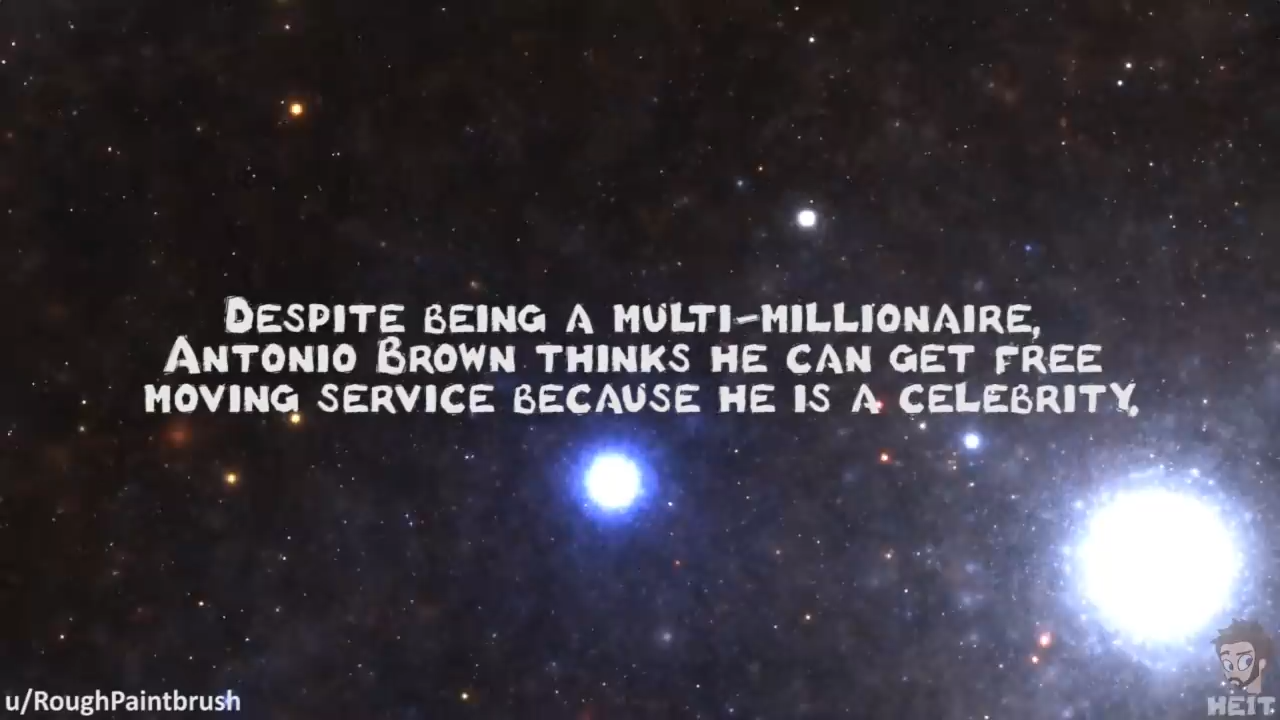 Despite being a multi-millionaire,
Antonio Brown thinks he can get free
moving service because he is a celebrity.
u/RoughPaintbrush
HEIT